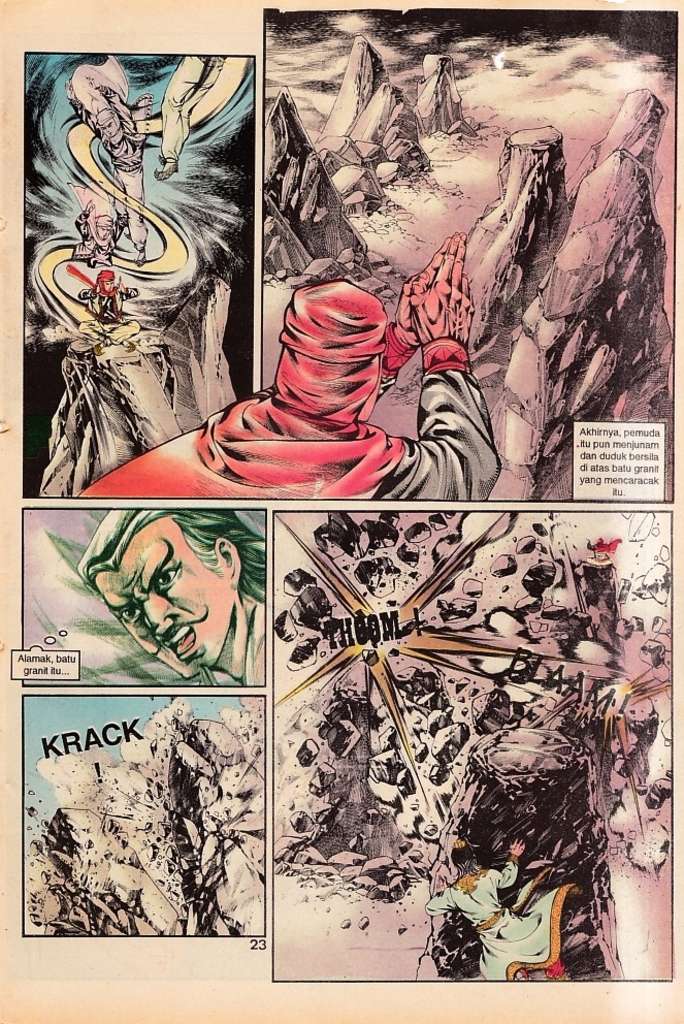 Akhirnya, pemuda
itu pun menjunam
dan duduk bersila
di atas batu granit
yang mencaracak
itu.
Alamak, batu
granit itu...
THOOM !
BLAAM !
KRACK
!
23